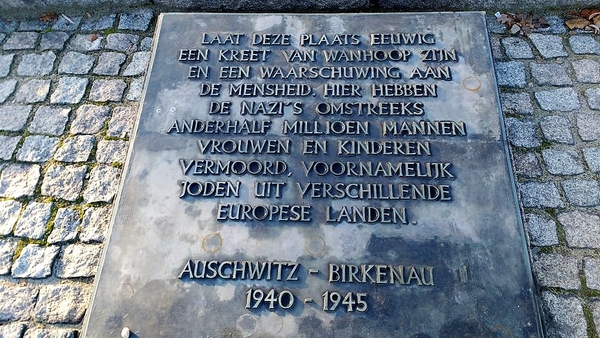 LAAT DEZE PLAATS EEUWIG
EEN KREET VAN WANHOOP ZIJN
EN EEN WAARSCHUWING AAN
DE MENSHEID. HIER HEBBEN
DE NAZI'S OMSTREEKS
ANDERHALF MILLIOEN MANNEN
VROUWEN EN KINDEREN
VERMOORD, VOORNAMELIJK
JODEN UIT VERSCHILLENDE
EUROPESE LANDEN.
AUSCHWITZ - BIRKENAU
1940 - 1945